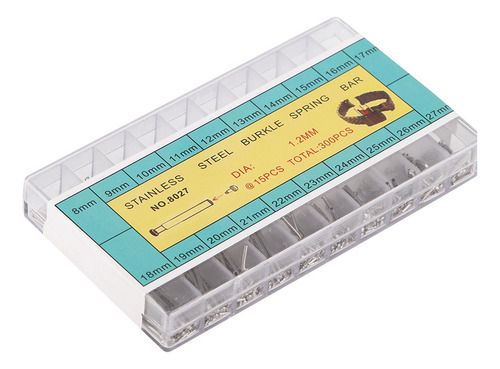 8mm 9mm 10mm 11mm 12mm 13mm 14mm 15mm 16mm 17mm
STAINLESS STEEL BURKLE SPRING BAR
NO.8027
DIA: 1.2MM
@15PCS TOTAL:300PCS
18mm 19mm 20mm 21mm 22mm 23mm 24mm 25mm 26mm 27mm